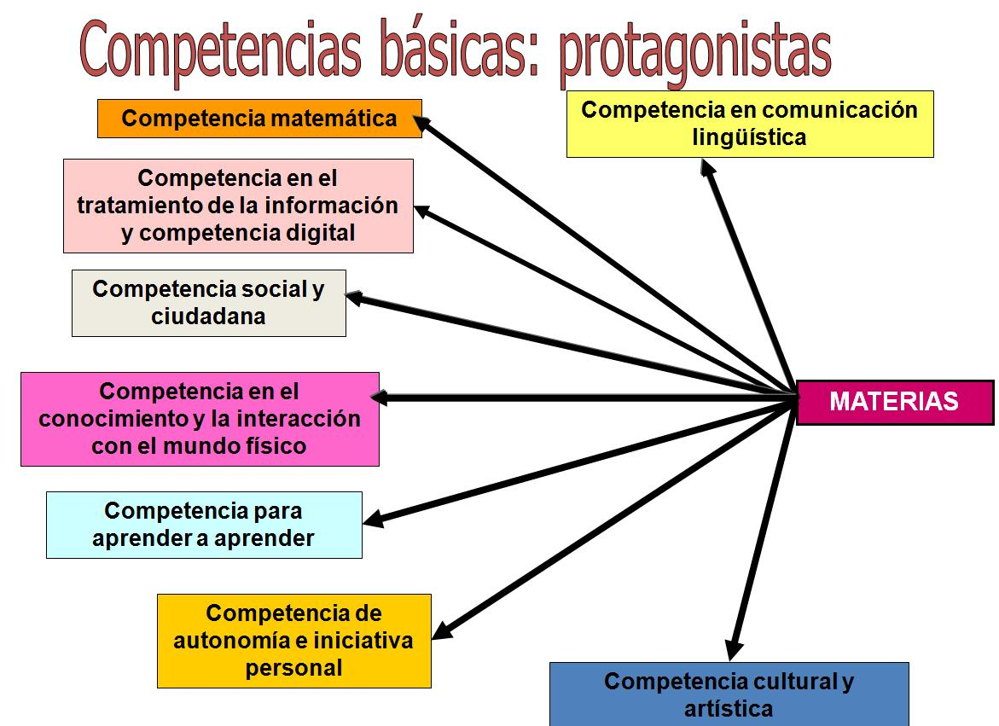 Competencias básicas: protagonistas
Competencia matemática
Competencia en comunicación
lingüística
Competencia en el
tratamiento de la información
y competencia digital
Competencia social y
ciudadana
Competencia en el
conocimiento y la interacción
con el mundo físico
MATERIAS
Competencia para
aprender a aprender
Competencia de
autonomía e iniciativa
personal
Competencia cultural y
artística